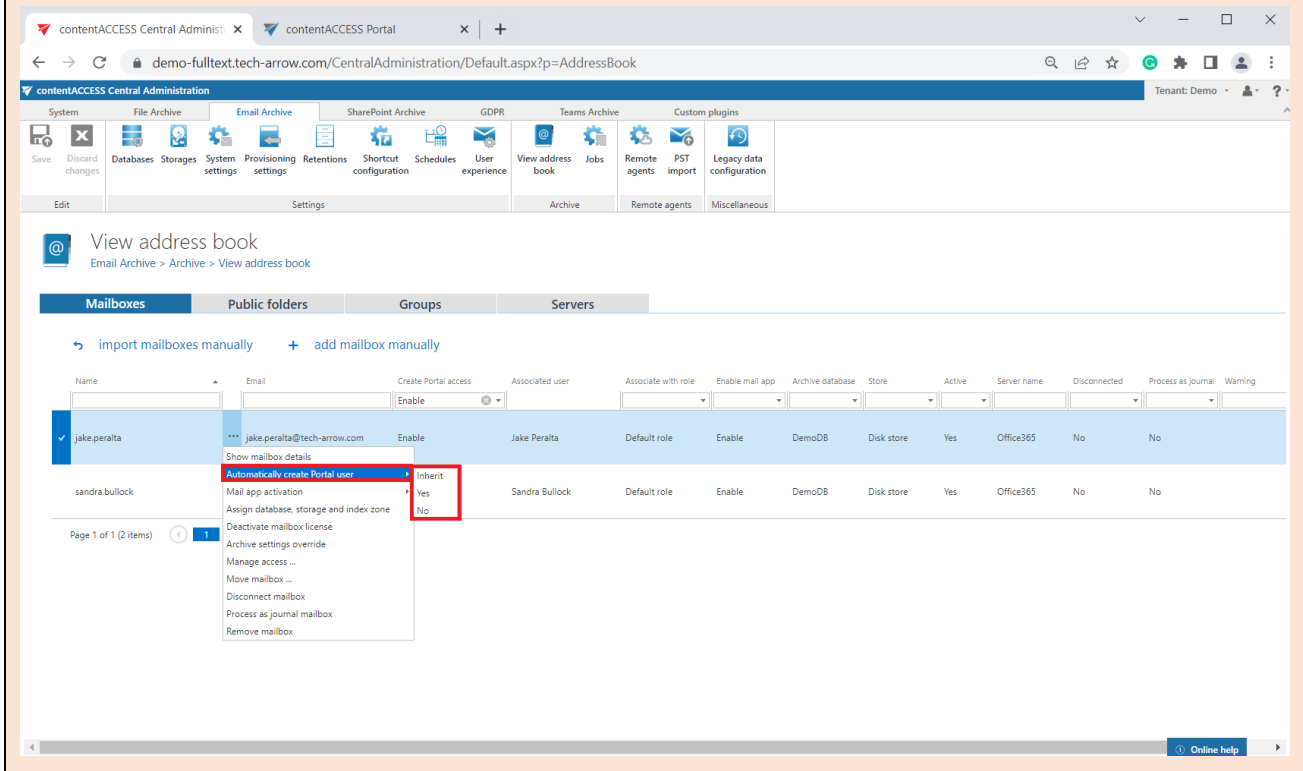 contentACCESS Central Administ
contentACCESS Portal
demo-fulltext.tech-arrow.com/CentralAdministration/Default.aspx?p=AddressBook
contentACCESS Central Administration
Tenant: Demo
?
System File Archive Email Archive SharePoint Archive GDPR Teams Archive Custom plugins
Save Discard changes Databases Storages System settings Provisioning settings Retentions Shortcut configuration Schedules User experience View address book Jobs Remote agents PST import Legacy data configuration
Edit Settings Archive Remote agents Miscellaneous
View address book
Email Archive > Archive > View address book
Mailboxes Public folders Groups Servers
import mailboxes manually + add mailbox manually
Name Email Create Portal access Associated user Associate with role Enable mail app Archive database Store Active Server name Disconnected Process as journal Warning
Enable
jake.peralta ... jake.peralta@tech-arrow.com Enable Jake Peralta Default role Enable DemoDB Disk store Yes Office365 No No
Show mailbox details
Automatically create Portal user
Inherit
Yes
No
sandra.bullock Sandra Bullock Default role Enable DemoDB Disk store Yes Office365 No No
Mail app activation
Assign database, storage and index zone
Deactivate mailbox license
Archive settings override
Manage access ...
Move mailbox ...
Disconnect mailbox
Process as journal mailbox
Remove mailbox
Page 1 of 1 (2 items) 1
Online help